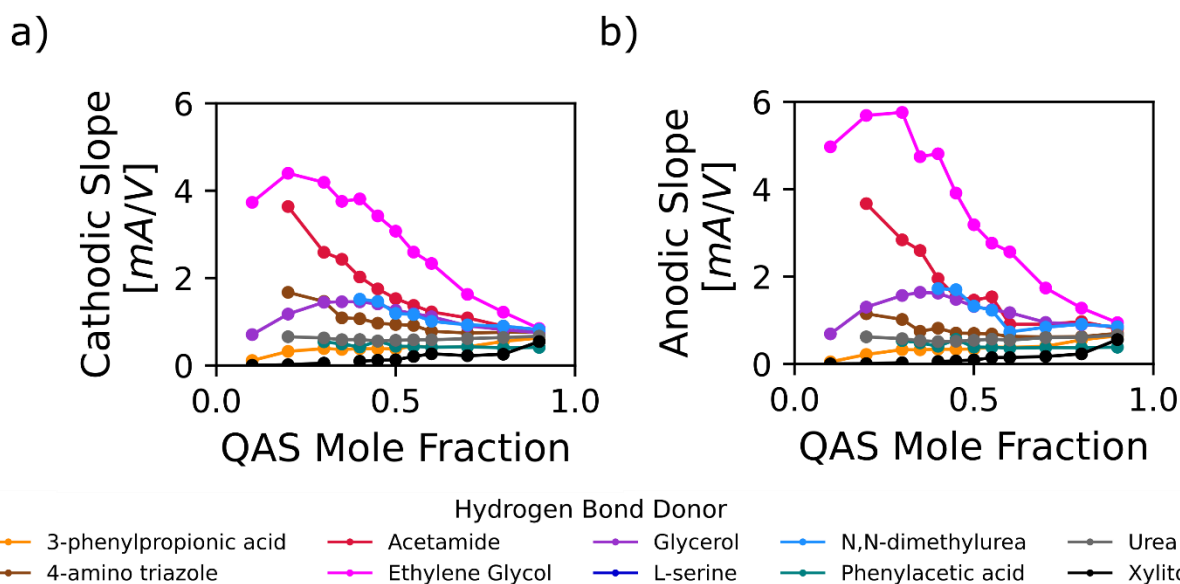 a)
b)
6
4
2
0
0.0
0.5
1.0
Cathodic Slope
[mA/V]
QAS Mole Fraction
6
4
2
0
0.0
0.5
1.0
Anodic Slope
[mA/V]
QAS Mole Fraction
Hydrogen Bond Donor
3-phenylpropionic acid Acetamide Glycerol N,N-dimethylurea Urea
4-amino triazole Ethylene Glycol L-serine Phenylacetic acid